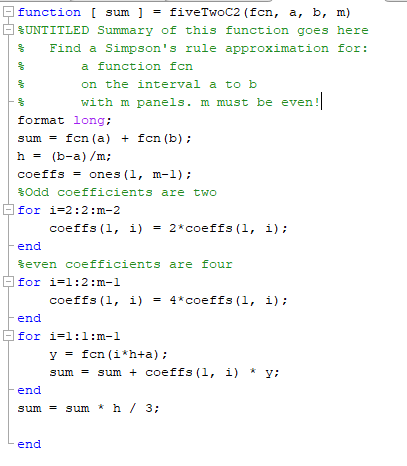 function [ sum ] = fiveTwoC2(fcn, a, b, m)
%UNTITLED Summary of this function goes here
%   Find a Simpson's rule approximation for:
%       a function fcn
%       on the interval a to b
%       with m panels. m must be even!
format long;
sum = fcn(a) + fcn(b);
h = (b-a)/m;
coeffs = ones(1, m-1);
%Odd coefficients are two
for i=2:2:m-2
    coeffs(1, i) = 2*coeffs(1, i);
end
%even coefficients are four
for i=1:2:m-1
    coeffs(1, i) = 4*coeffs(1, i);
end
for i=1:1:m-1
    y = fcn(i*h+a);
    sum = sum + coeffs(1, i) * y;
end
sum = sum * h / 3;
end